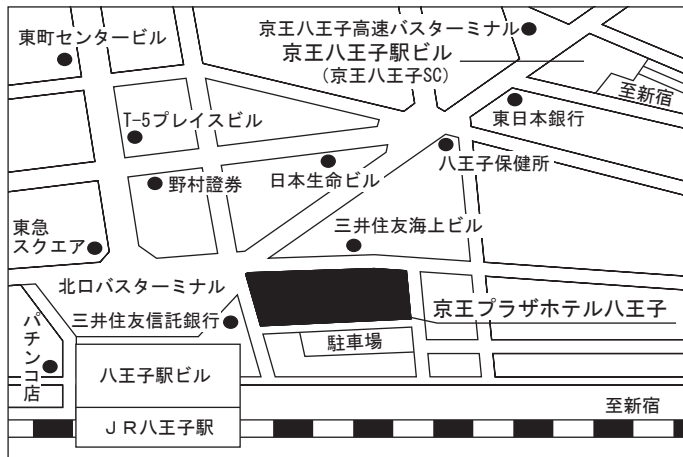 京王八王子高速バスターミナル
東町センタービル
京王八王子駅ビル
(京王八王子SC)
至新宿
T-5プレイスビル
東日本銀行
八王子保健所
日本生命ビル
野村證券
三井住友海上ビル
東急
スクエア
北口バスターミナル
京王プラザホテル八王子
三井住友信託銀行
パチンコ店
駐車場
八王子駅ビル
至新宿
JR八王子駅